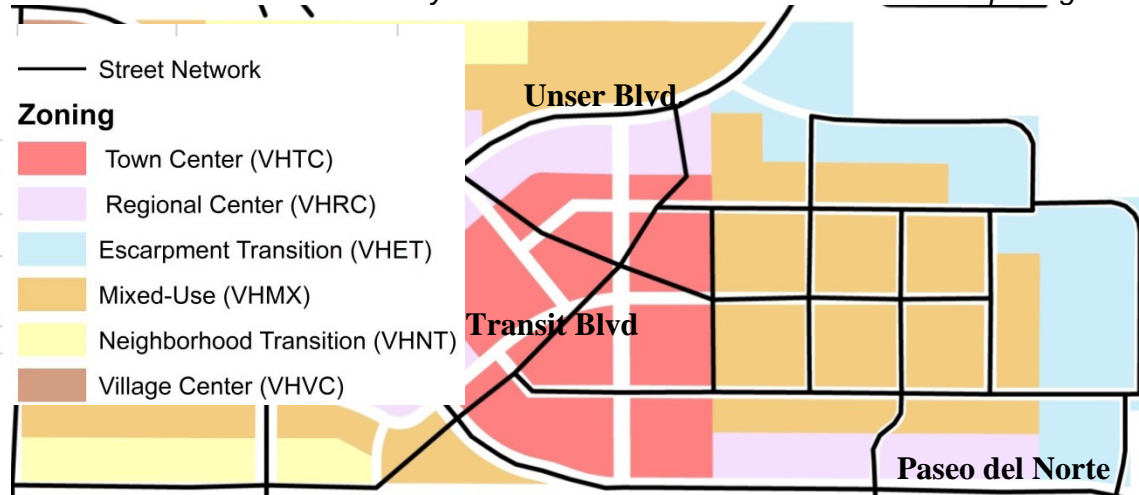 Street Network
Unser Blvd.
Zoning
Town Center (VHTC)
Regional Center (VHRC)
Escarpment Transition (VHET)
Mixed-Use (VHMX)
Transit Blvd
Neighborhood Transition (VHNT)
Village Center (VHVC)
Paseo del Norte